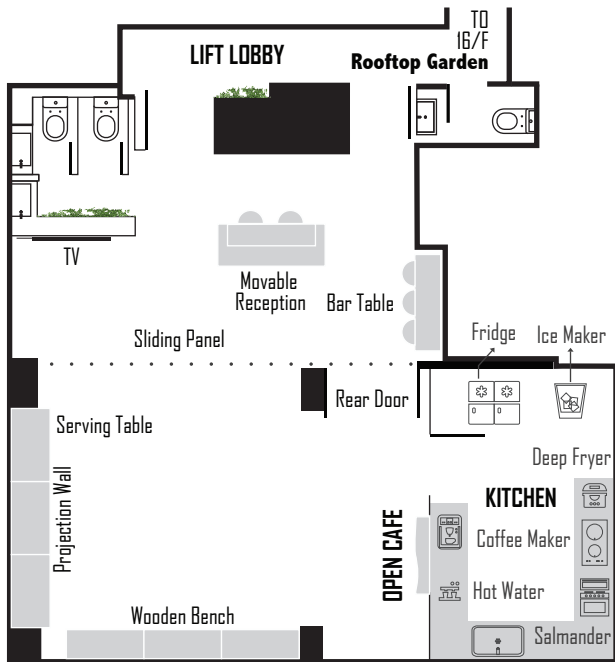 TO
16/F
LIFT LOBBY
Rooftop Garden
TV
Movable
Reception
Bar Table
Sliding Panel
Fridge
Ice Maker
Rear Door
Serving Table
Projection Wall
Deep Fryer
KITCHEN
OPEN CAFE
Coffee Maker
Hot Water
Wooden Bench
Salmander